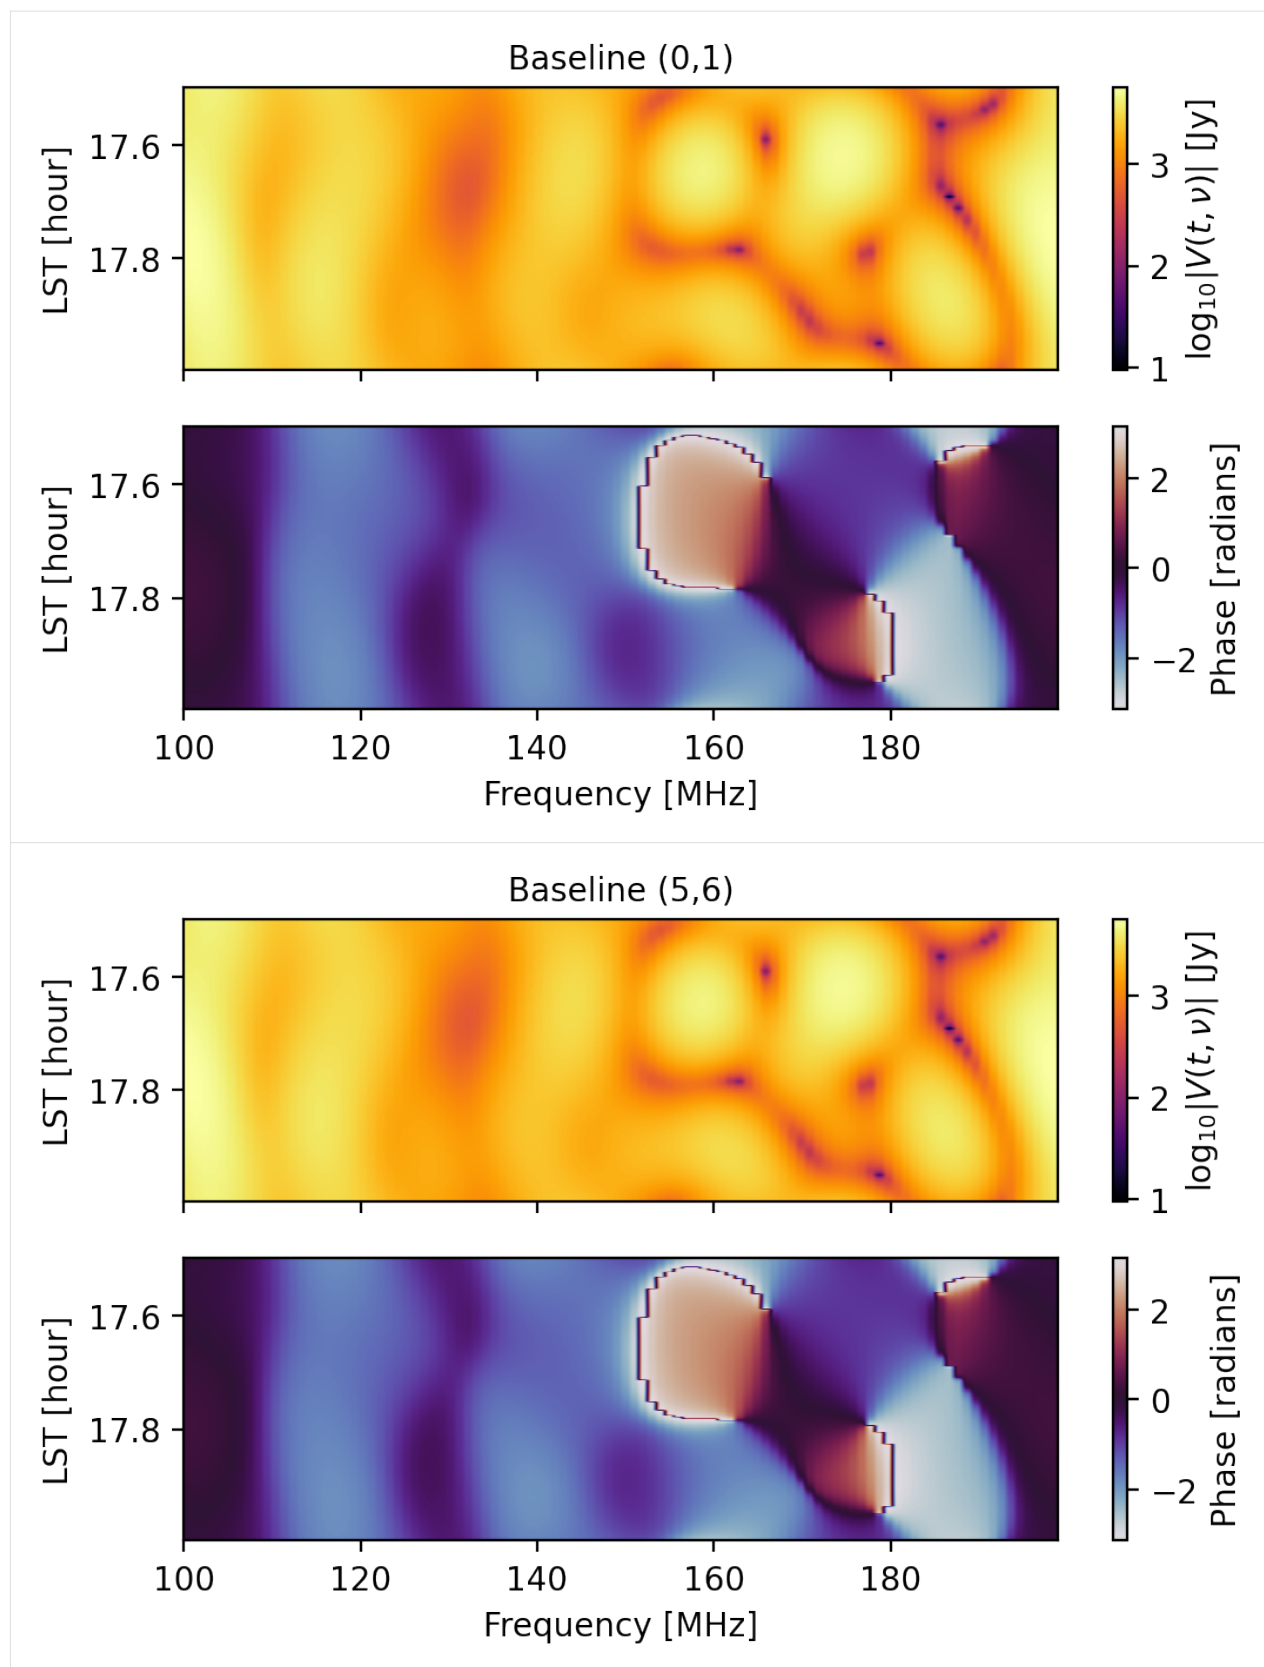 Baseline (0,1)
LST [hour]
17.6
17.8
3
2
1
log₁₀|V(t, ν)| [Jy]
LST [hour]
17.6
17.8
100 120 140 160 180
Frequency [MHz]
2
0
−2
Phase [radians]
Baseline (5,6)
LST [hour]
17.6
17.8
3
2
1
log₁₀|V(t, ν)| [Jy]
LST [hour]
17.6
17.8
100 120 140 160 180
Frequency [MHz]
2
0
−2
Phase [radians]